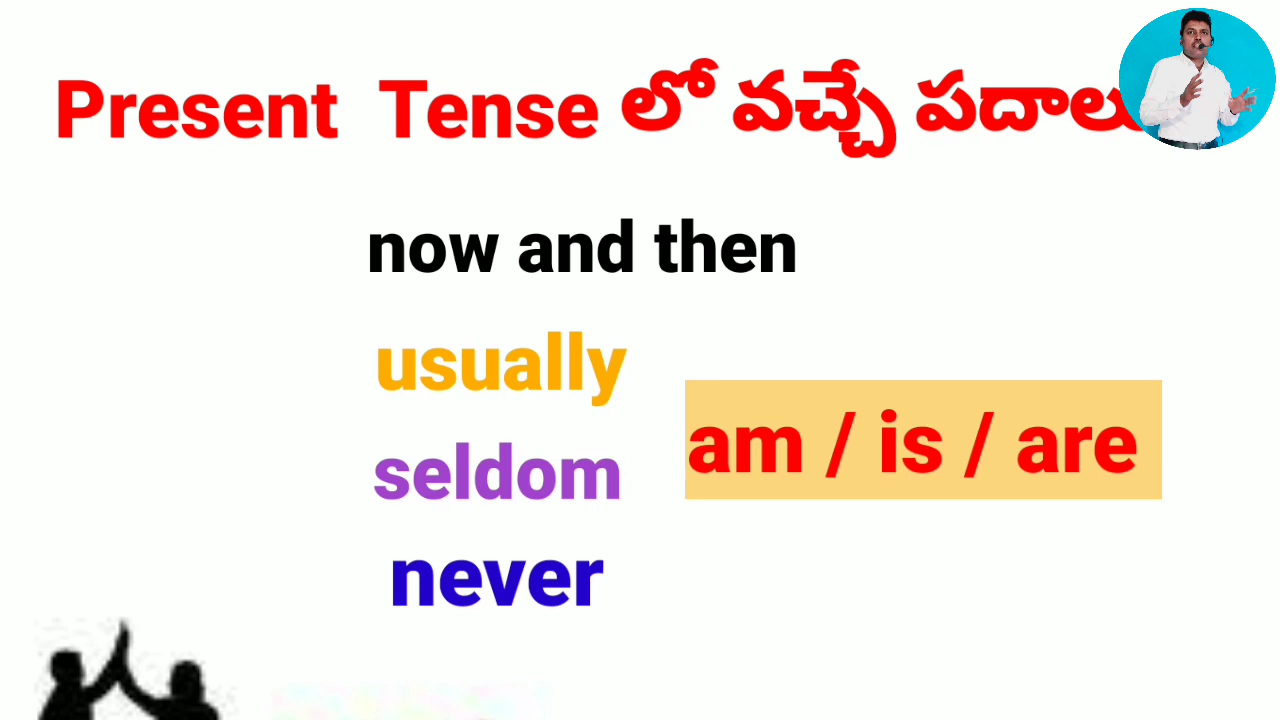 Present Tense లో వచ్చే పదాలు
now and then
usually
seldom
am / is / are
never